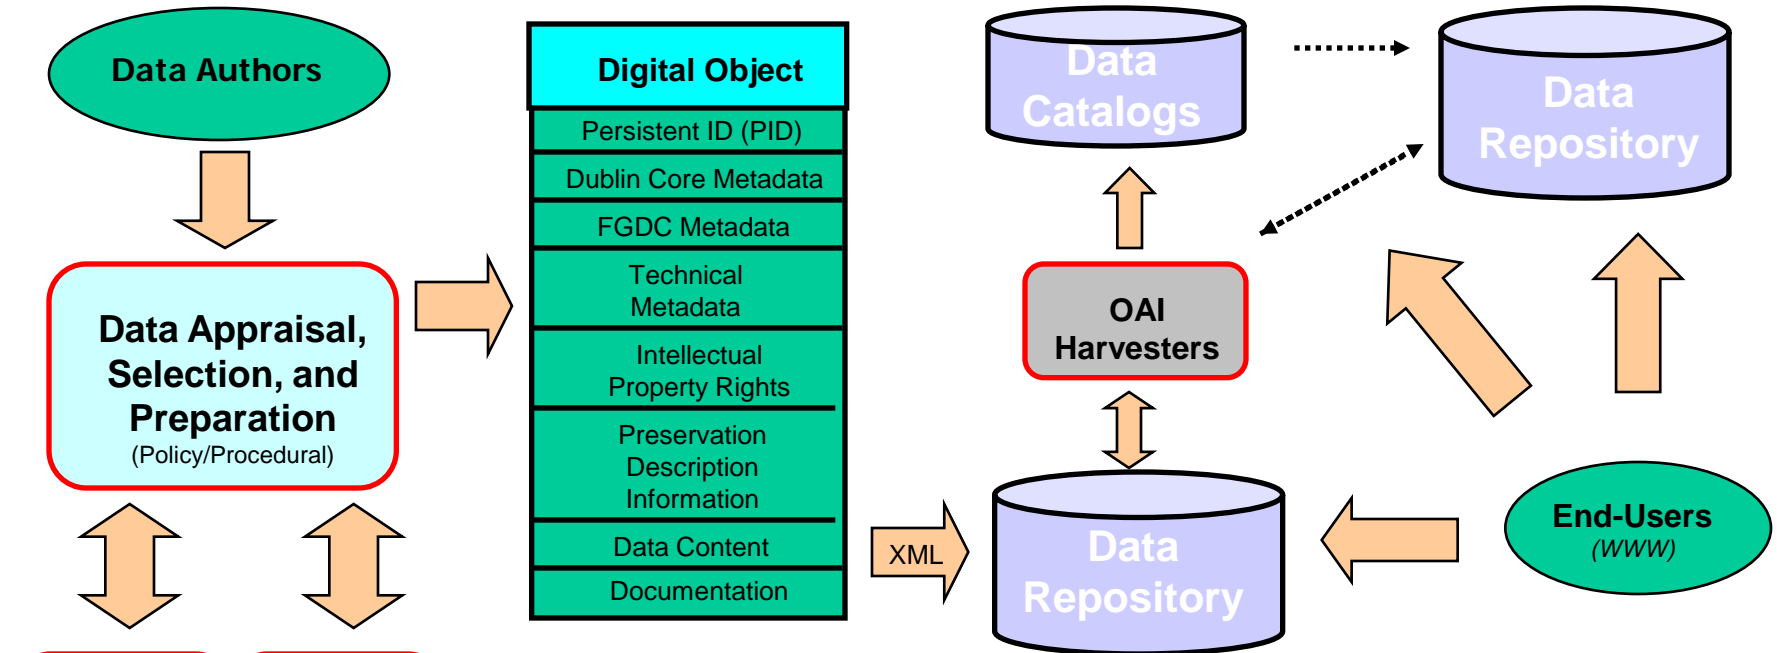 Data Authors
Data Appraisal,
Selection, and
Preparation
(Policy/Procedural)
Digital Object
Persistent ID (PID)
Dublin Core Metadata
FGDC Metadata
Technical
Metadata
Intellectual
Property Rights
Preservation
Description
Information
Data Content
Documentation
XML
Data
Catalogs
OAI
Harvesters
Data
Repository
Data
Repository
End-Users
(WWW)